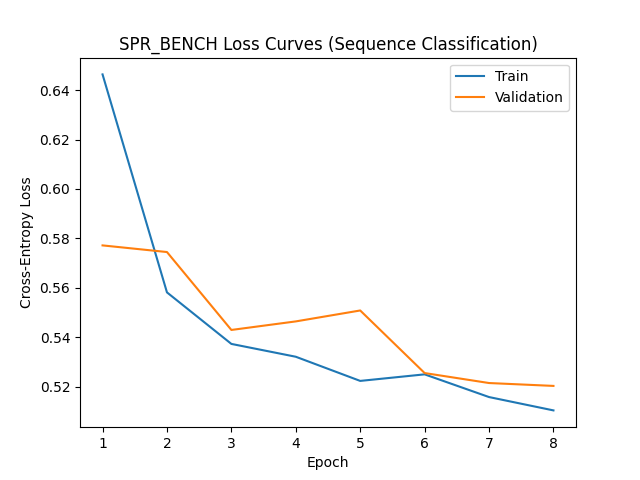 SPR_BENCH Loss Curves (Sequence Classification)
Train
Validation
Cross-Entropy Loss
0.64
0.62
0.60
0.58
0.56
0.54
0.52
1 2 3 4 5 6 7 8
Epoch